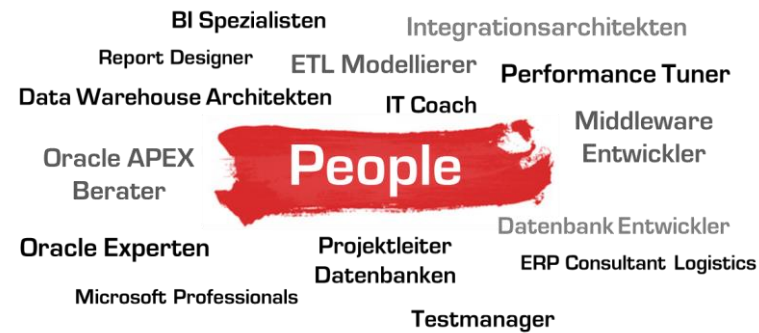 BI Spezialisten
Integrationsarchitekten
Report Designer
ETL Modellierer
Performance Tuner
Data Warehouse Architekten
IT Coach
Middleware
Entwickler
People
Oracle APEX
Berater
Datenbank Entwickler
Oracle Experten
Projektleiter
Datenbanken
ERP Consultant Logistics
Microsoft Professionals
Testmanager